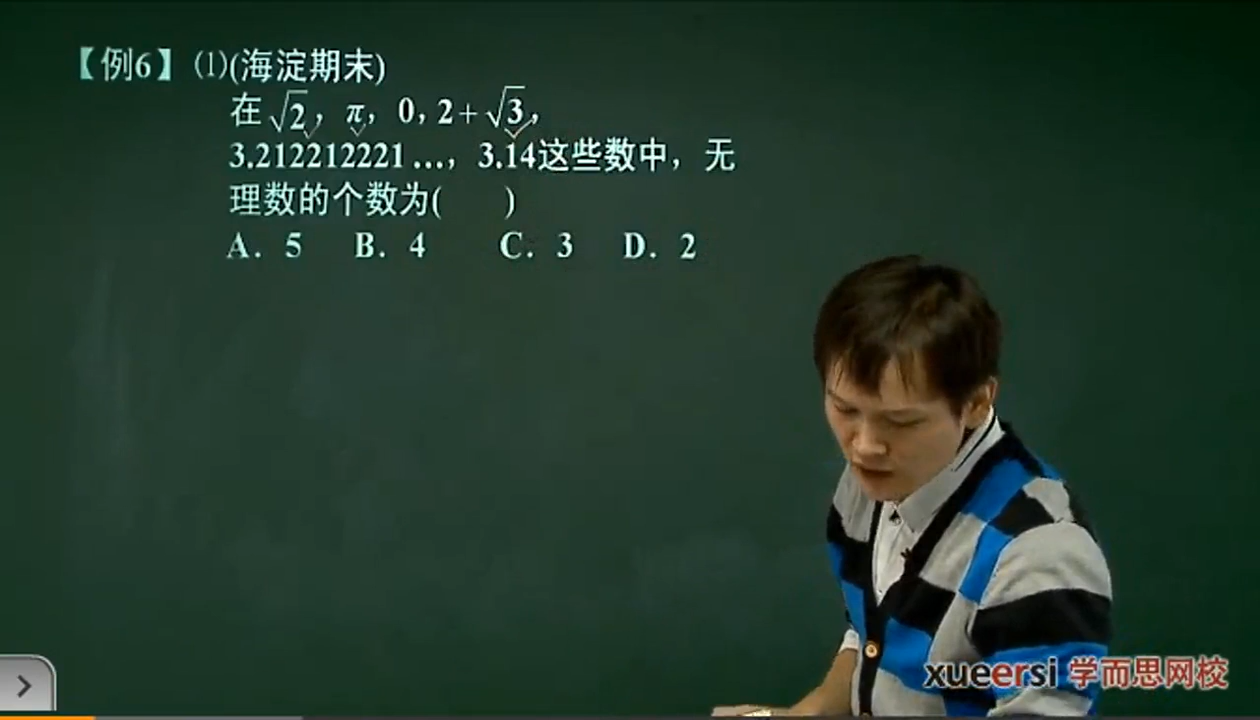 【例6】 ⑴(海淀期末)
在√2，π，0, 2+√3，
3.212212221…，3.14这些数中，无
理数的个数为(　　)
A．5　B．4　C．3　D．2
xueersi 学而思网校